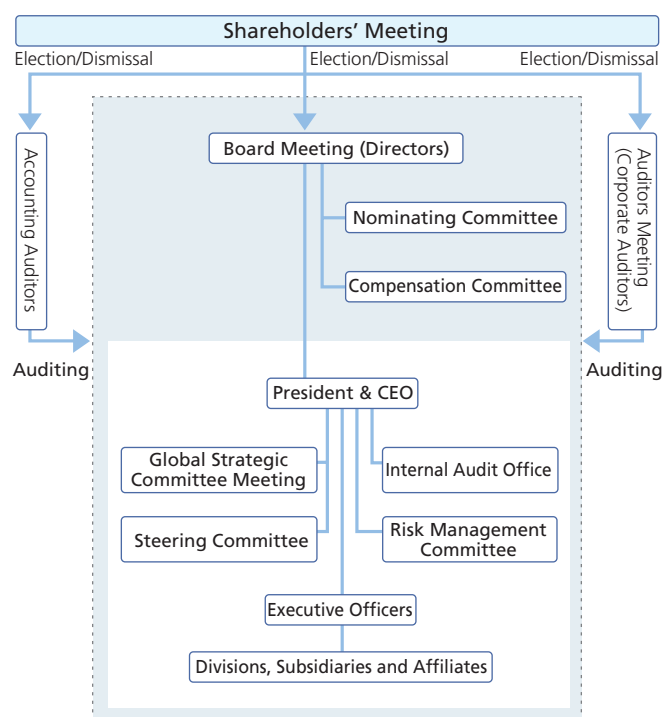 Shareholders' Meeting
Election/Dismissal
Election/Dismissal
Election/Dismissal
Accounting Auditors
Board Meeting (Directors)
Auditors Meeting
(Corporate Auditors)
Nominating Committee
Compensation Committee
Auditing
Auditing
President & CEO
Global Strategic
Committee Meeting
Internal Audit Office
Steering Committee
Risk Management
Committee
Executive Officers
Divisions, Subsidiaries and Affiliates